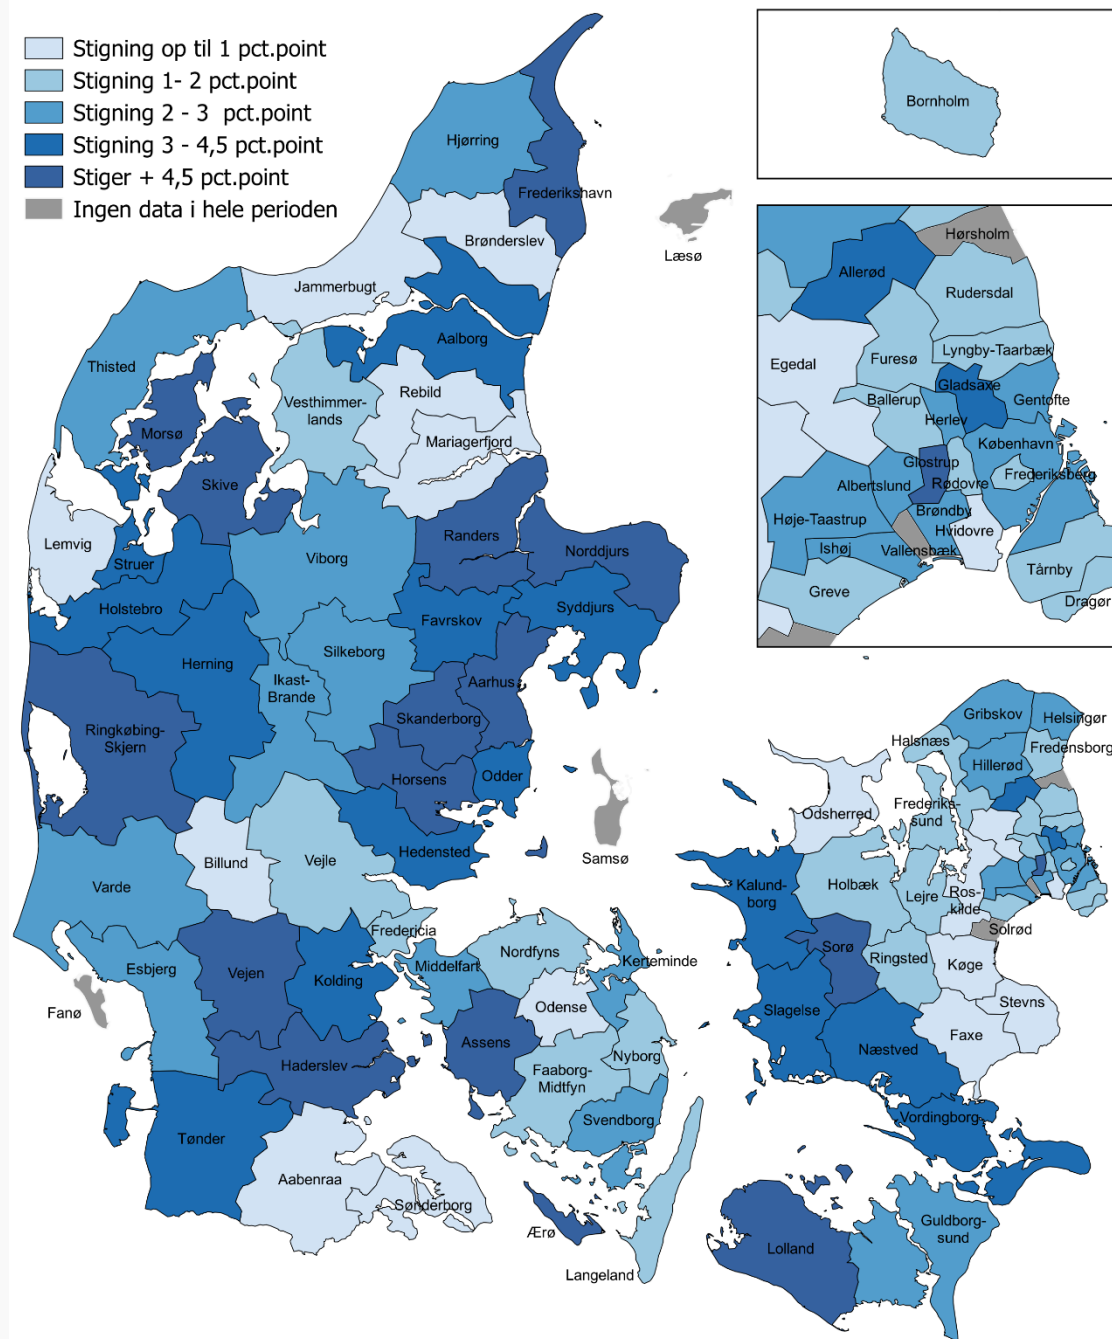 Stigning op til 1 pct.point
Stigning 1- 2 pct.point
Stigning 2 - 3 pct.point
Stigning 3 - 4,5 pct.point
Stiger + 4,5 pct.point
Ingen data i hele perioden
Bornholm
Hjørring
Frederikshavn
Brønderslev
Læsø
Jammerbugt
Aalborg
Thisted
Rebild
Vesthimmer-
lands
Morsø
Mariagerfjord
Skive
Randers
Norddjurs
Lemvig
Viborg
Struer
Holstebro
Favrskov
Syddjurs
Silkeborg
Herning
Ikast-
Brande
Aarhus
Skanderborg
Ringkøbing-
Skjern
Horsens
Odder
Hedensted
Samsø
Billund
Vejle
Varde
Fredericia
Esbjerg
Vejen
Kolding
Fanø
Middelfart
Nordfyns
Kerteminde
Odense
Assens
Nyborg
Haderslev
Faaborg-
Midtfyn
Svendborg
Tønder
Aabenraa
Sønderborg
Ærø
Langeland
Hørsholm
Allerød
Rudersdal
Lyngby-Taarbæk
Egedal
Furesø
Gladsaxe
Ballerup
Gentofte
Herlev
København
Glostrup
Frederiksberg
Albertslund
Rødovre
Brøndby
Høje-Taastrup
Hvidovre
Ishøj
Vallensbæk
Tårnby
Greve
Dragør
Gribskov
Helsingør
Halsnæs
Fredensborg
Hillerød
Odsherred
Frederiks-
sund
Kalund-
borg
Holbæk
Lejre
Ros-
kilde
Solrød
Sorø
Ringsted
Køge
Slagelse
Stevns
Faxe
Næstved
Vordingborg
Guldborg-
sund
Lolland